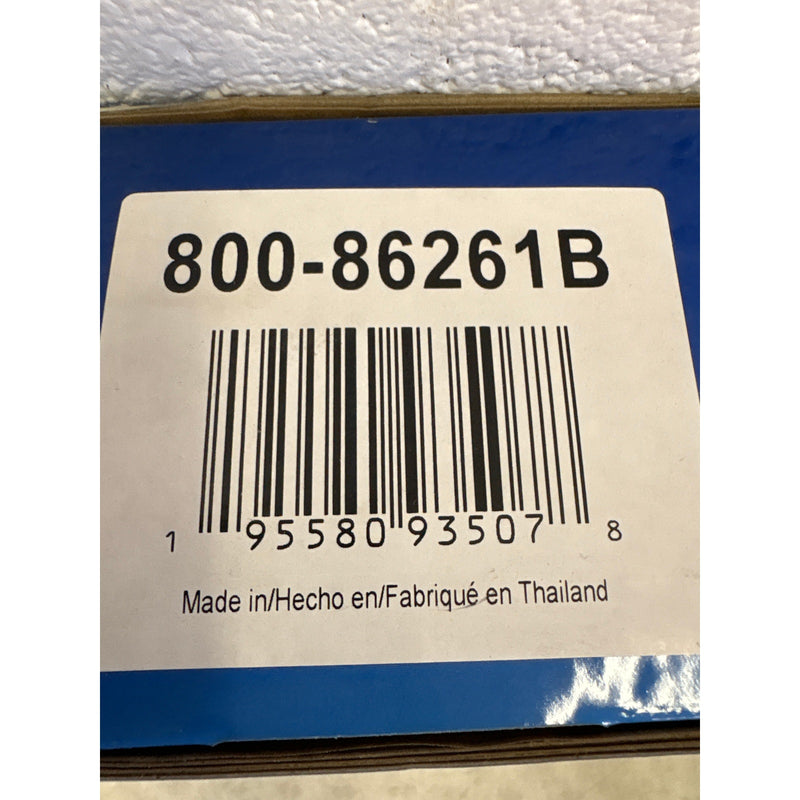 800-86261B
1 95580 93507 8
Made in/Hecho en/Fabriqué en Thailand